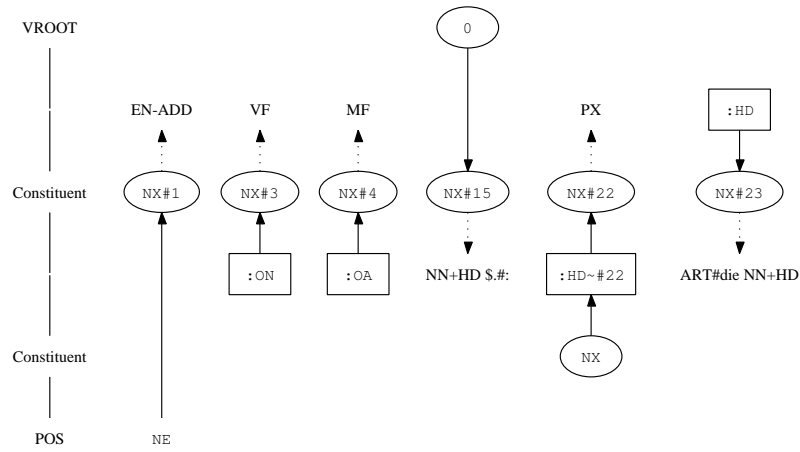 VROOT
0
EN-ADD VF MF PX :HD
Constituent NX#1 NX#3 NX#4 NX#15 NX#22 NX#23
:ON :OA NN+HD $.#: :HD~#22 ART#die NN+HD
Constituent NX
POS NE